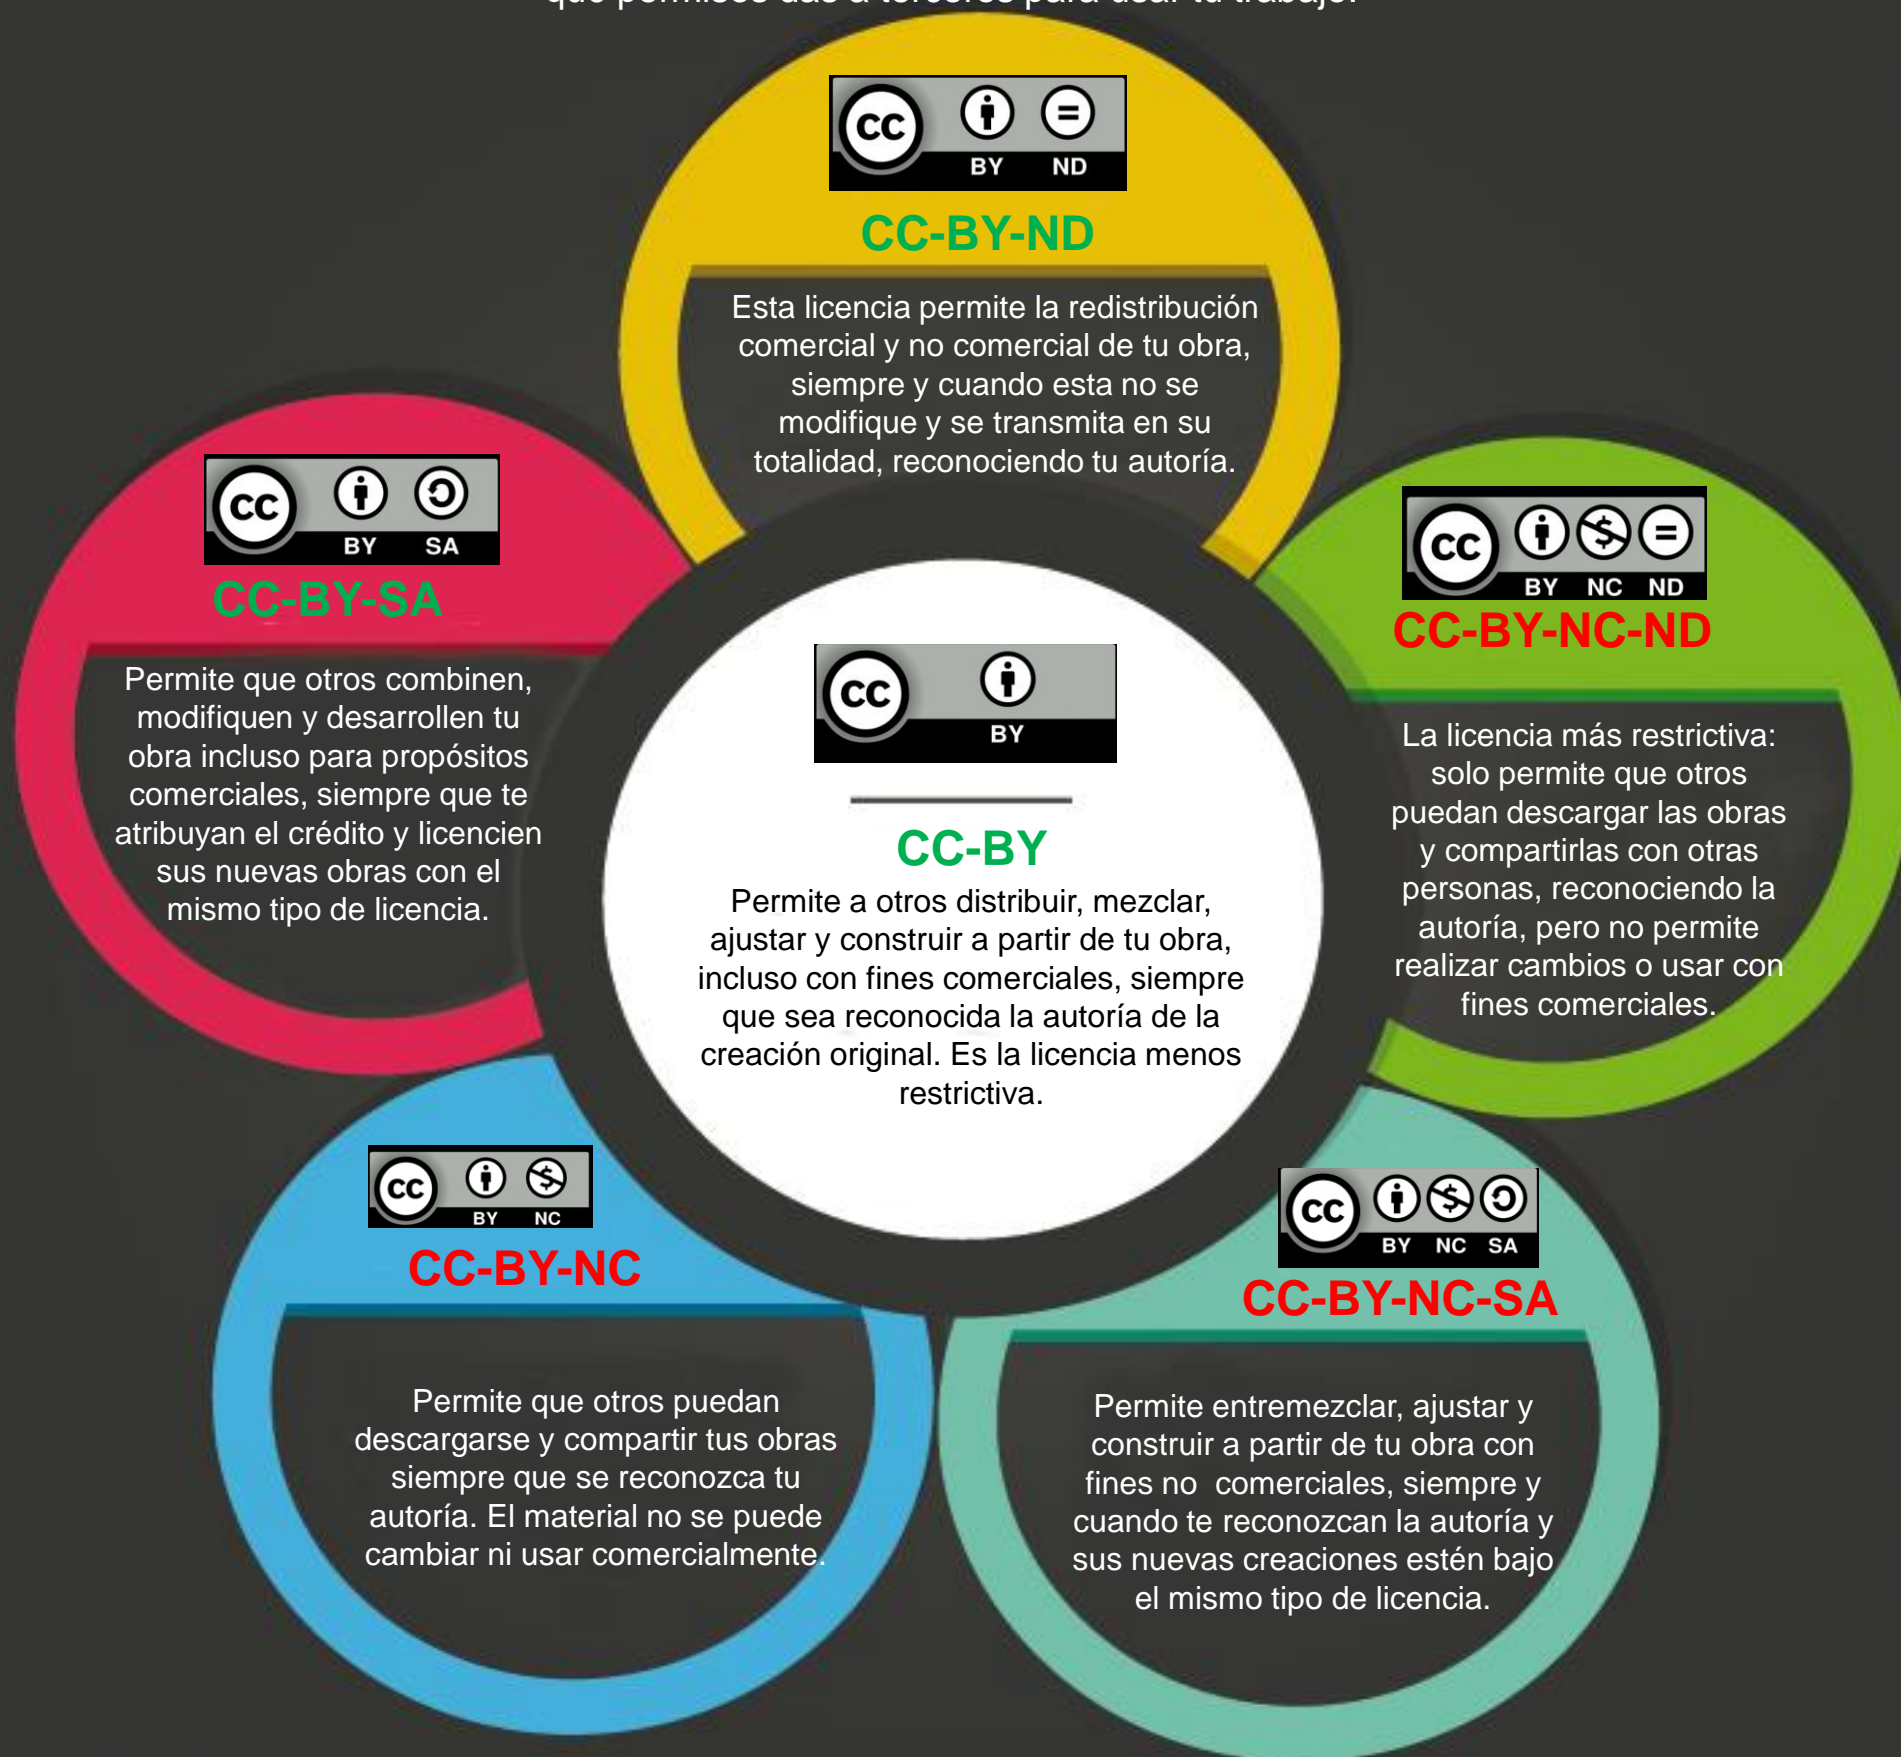 que permisos das a terceros para usar tu trabajo.
cc
BY ND
CC-BY-ND
Esta licencia permite la redistribución
comercial y no comercial de tu obra,
siempre y cuando esta no se
modifique y se transmita en su
totalidad, reconociendo tu autoría.
cc
BY SA
CC-BY-SA
Permite que otros combinen,
modifiquen y desarrollen tu
obra incluso para propósitos
comerciales, siempre que te
atribuyan el crédito y licencien
sus nuevas obras con el
mismo tipo de licencia.
cc
$ =
BY NC ND
CC-BY-NC-ND
La licencia más restrictiva:
solo permite que otros
puedan descargar las obras
y compartirlas con otras
personas, reconociendo la
autoría, pero no permite
realizar cambios o usar con
fines comerciales.
cc
BY
CC-BY
Permite a otros distribuir, mezclar,
ajustar y construir a partir de tu obra,
incluso con fines comerciales, siempre
que sea reconocida la autoría de la
creación original. Es la licencia menos
restrictiva.
cc
$
BY NC
CC-BY-NC
Permite que otros puedan
descargarse y compartir tus obras
siempre que se reconozca tu
autoría. El material no se puede
cambiar ni usar comercialmente.
cc
$
BY NC SA
CC-BY-NC-SA
Permite entremezclar, ajustar y
construir a partir de tu obra con
fines no comerciales, siempre y
cuando te reconozcan la autoría y
sus nuevas creaciones estén bajo
el mismo tipo de licencia.